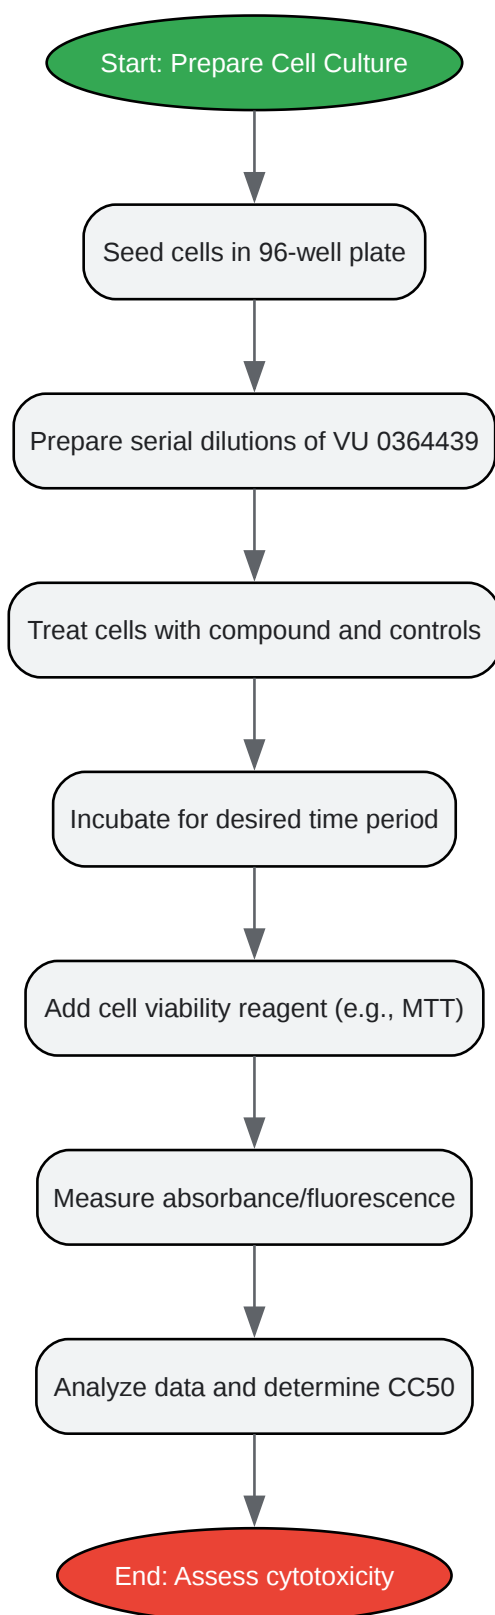 Start: Prepare Cell Culture
Seed cells in 96-well plate
Prepare serial dilutions of VU 0364439
Treat cells with compound and controls
Incubate for desired time period
Add cell viability reagent (e.g., MTT)
Measure absorbance/fluorescence
Analyze data and determine CC50
End: Assess cytotoxicity